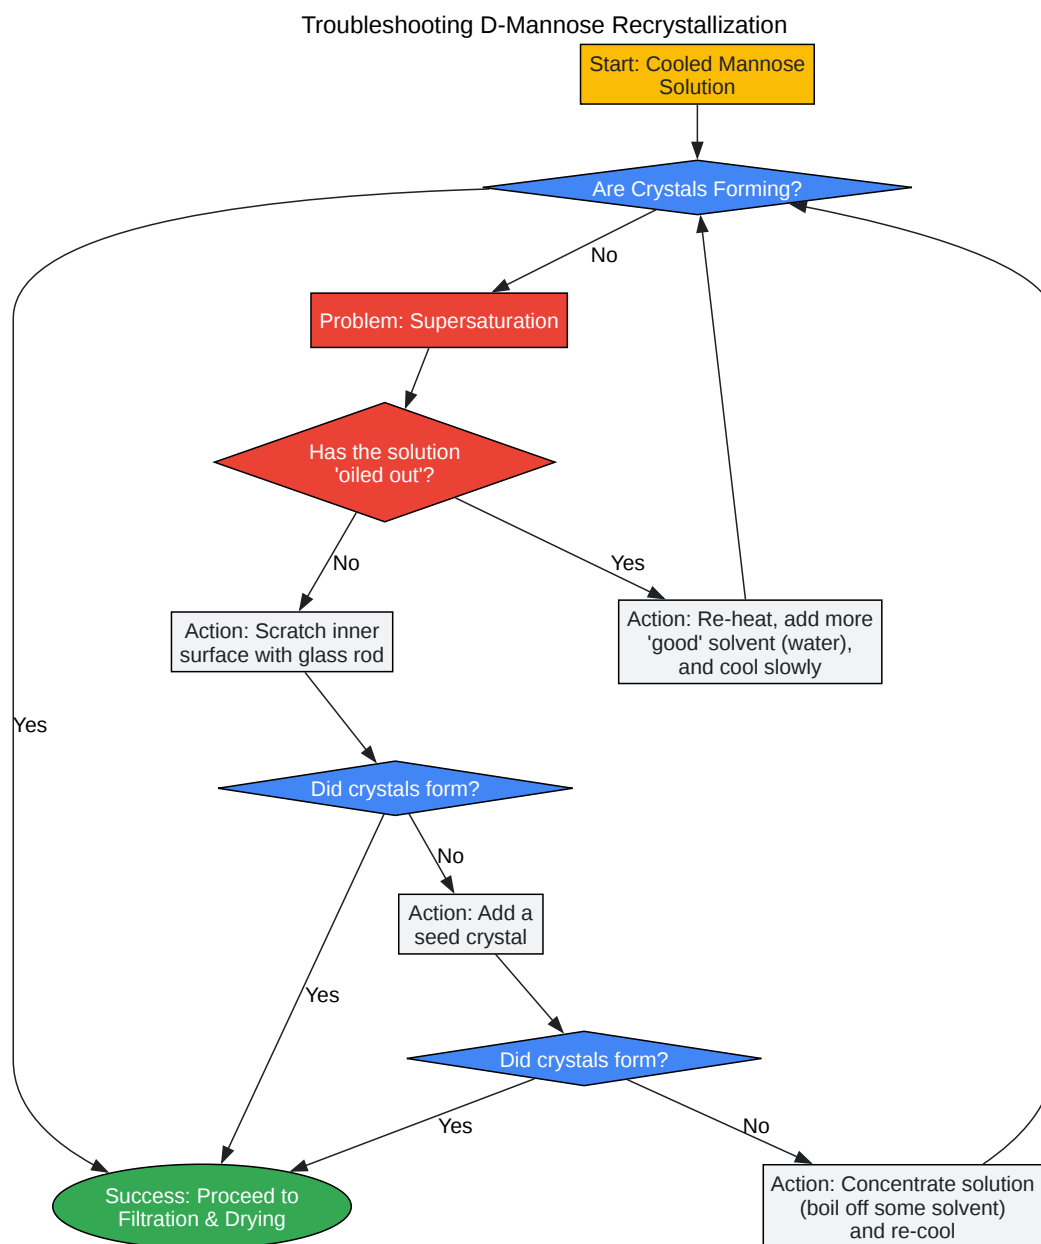 Troubleshooting D-Mannose Recrystallization
Start: Cooled Mannose
Solution
Are Crystals Forming?
No
Problem: Supersaturation
Has the solution
'oiled out'?
No
Yes
Action: Scratch inner
surface with glass rod
Action: Re-heat, add more
'good' solvent (water),
and cool slowly
Yes
Did crystals form?
No
Action: Add a
seed crystal
Yes
Did crystals form?
Yes
No
Success: Proceed to
Filtration & Drying
Action: Concentrate solution
(boil off some solvent)
and re-cool